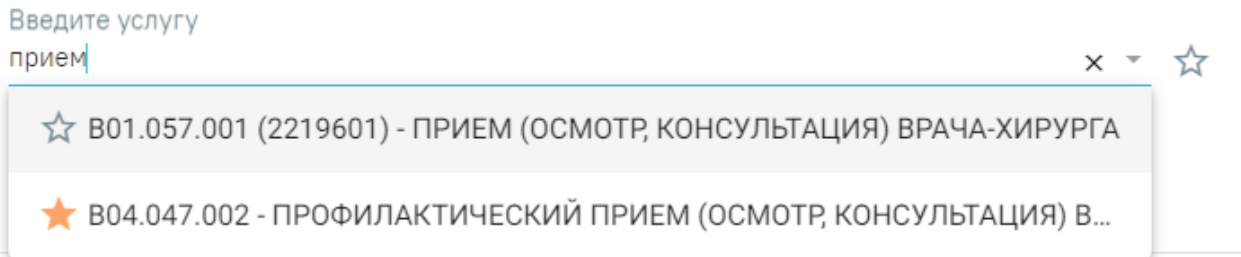 Введите услугу
прием
B01.057.001 (2219601) - ПРИЕМ (ОСМОТР, КОНСУЛЬТАЦИЯ) ВРАЧА-ХИРУРГА
B04.047.002 - ПРОФИЛАКТИЧЕСКИЙ ПРИЕМ (ОСМОТР, КОНСУЛЬТАЦИЯ) В...